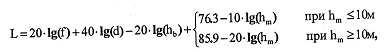 L = 20·lg(f) + 40·lg(d) – 20·lg(h_b) + { 76.3–10·lg(h_m) при h_m ≤ 10м
85.9–20·lg(h_m) при h_m ≥ 10м,